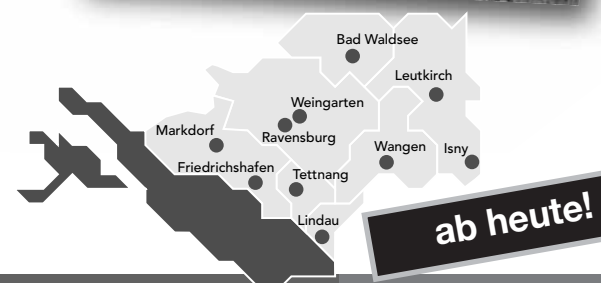 Bad Waldsee
Leutkirch
Weingarten
Markdorf
Ravensburg
Wangen
Isny
Friedrichshafen
Tettnang
Lindau
ab heute!